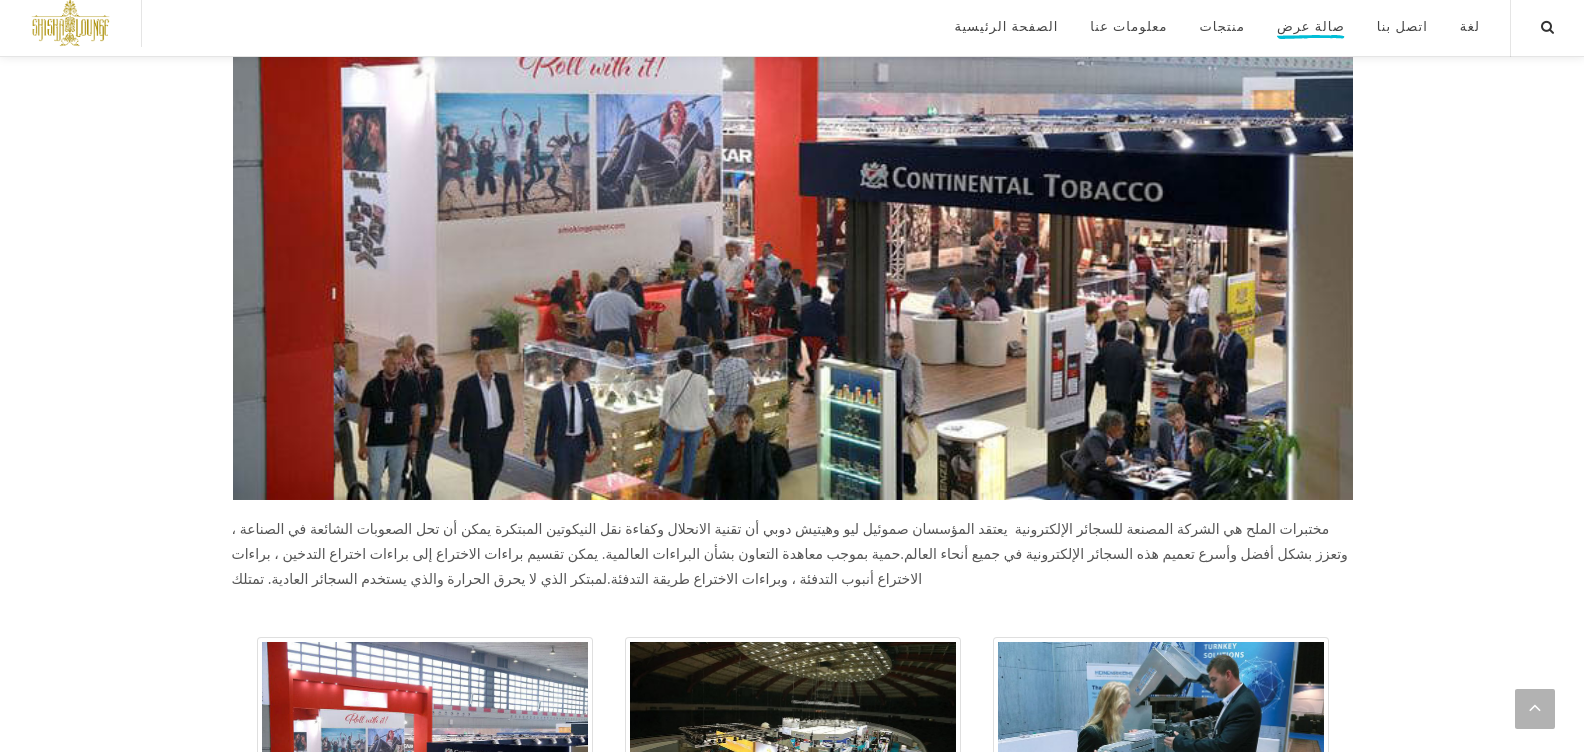 SHISHA LOUNGE
الصفحة الرئيسية
معلومات عنا
منتجات
صالة عرض
اتصل بنا
لغة
Roll with it!
KAR
CONTINENTAL TOBACCO
smokingpaper.com
مختبرات الملح هي الشركة المصنعة للسجائر الإلكترونية  يعتقد المؤسسان صموئيل ليو وهيتيش دوبي أن تقنية الانحلال وكفاءة نقل النيكوتين المبتكرة يمكن أن تحل الصعوبات الشائعة في الصناعة ،
وتعزز بشكل أفضل وأسرع تعميم هذه السجائر الإلكترونية في جميع أنحاء العالم.حمية بموجب معاهدة التعاون بشأن البراءات العالمية. يمكن تقسيم براءات الاختراع إلى براءات اختراع التدخين ، براءات
الاختراع أنبوب التدفئة ، وبراءات الاختراع طريقة التدفئة.لمبتكر الذي لا يحرق الحرارة والذي يستخدم السجائر العادية. تمتلك
Roll with it!
TURNKEY
SOLUTIONS